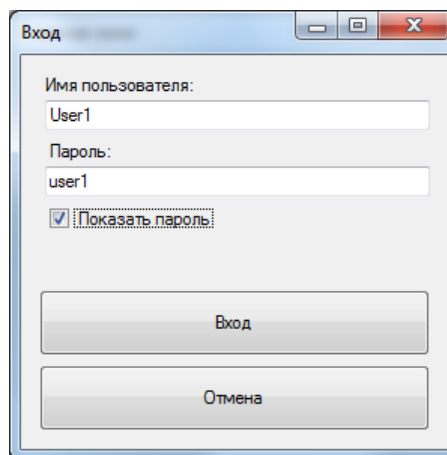 Вход
Имя пользователя:
User1
Пароль:
user1
Показать пароль
Вход
Отмена